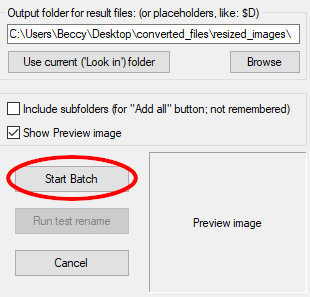 Output folder for result files: (or placeholders, like: $D)
C:\Users\Beccy\Desktop\converted_files\resized_images\
Use current ('Look in') folder
Browse
Include subfolders (for "Add all" button; not remembered)
Show Preview image
Start Batch
Run test rename
Preview image
Cancel